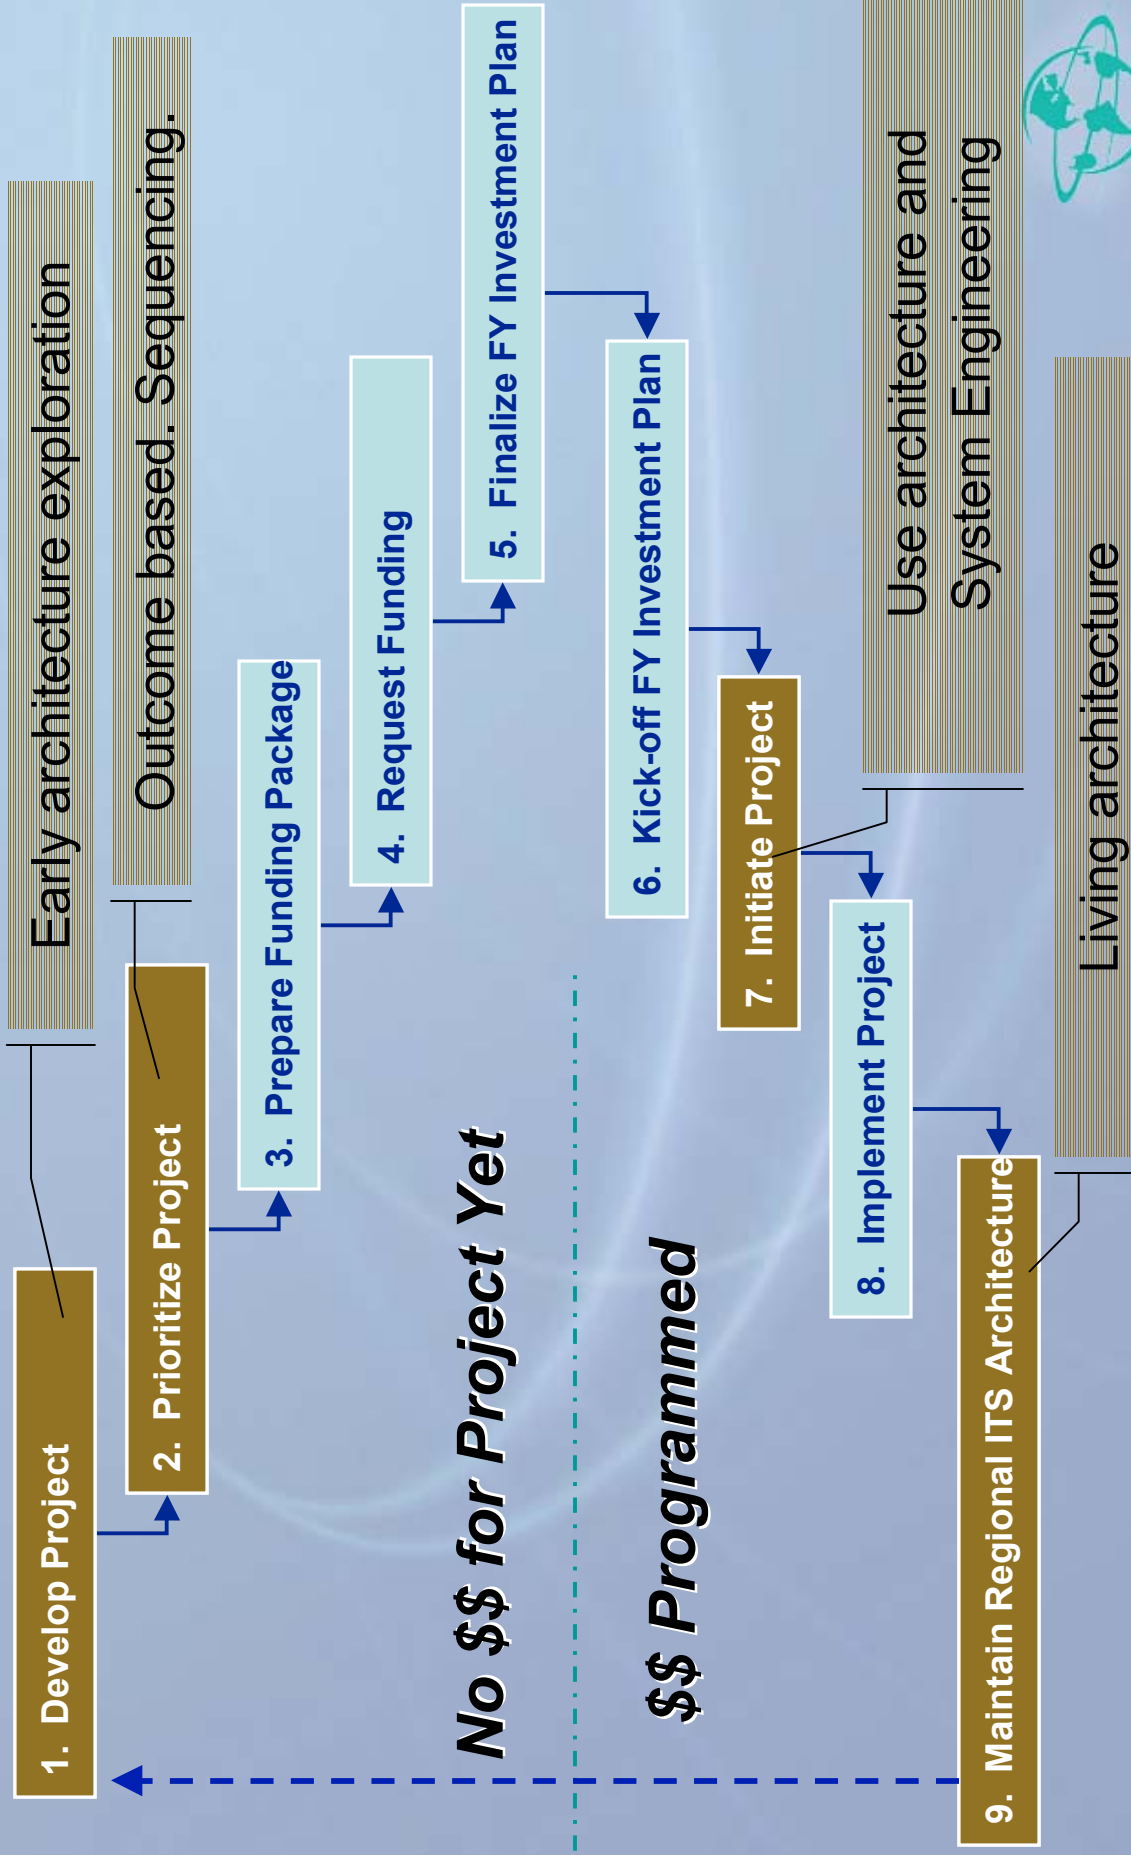 1. Develop Project
Early architecture exploration
2. Prioritize Project
Outcome based. Sequencing.
3. Prepare Funding Package
4. Request Funding
5. Finalize FY Investment Plan
No $$ for Project Yet
$$ Programmed
6. Kick-off FY Investment Plan
7. Initiate Project
Use architecture and
System Engineering
8. Implement Project
9. Maintain Regional ITS Architecture
Living architecture